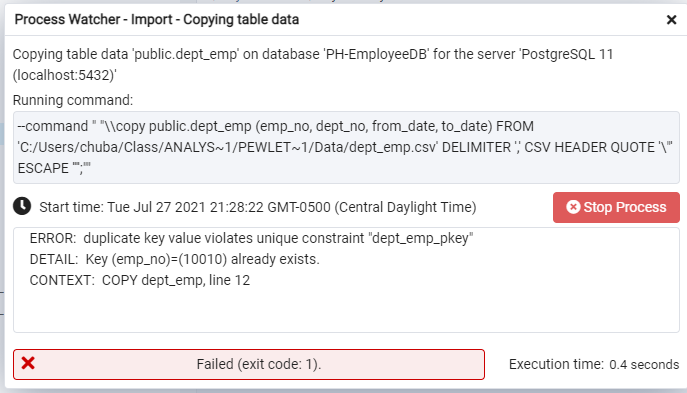 Process Watcher - Import - Copying table data
Copying table data 'public.dept_emp' on database 'PH-EmployeeDB' for the server 'PostgreSQL 11
(localhost:5432)'
Running command:
--command " "\\copy public.dept_emp (emp_no, dept_no, from_date, to_date) FROM
'C:/Users/chuba/Class/ANALYS~1/PEWLET~1/Data/dept_emp.csv' DELIMITER ',' CSV HEADER QUOTE '\"'
ESCAPE '''';""
Start time: Tue Jul 27 2021 21:28:22 GMT-0500 (Central Daylight Time)
Stop Process
ERROR: duplicate key value violates unique constraint "dept_emp_pkey"
DETAIL: Key (emp_no)=(10010) already exists.
CONTEXT: COPY dept_emp, line 12
Failed (exit code: 1).
Execution time: 0.4 seconds